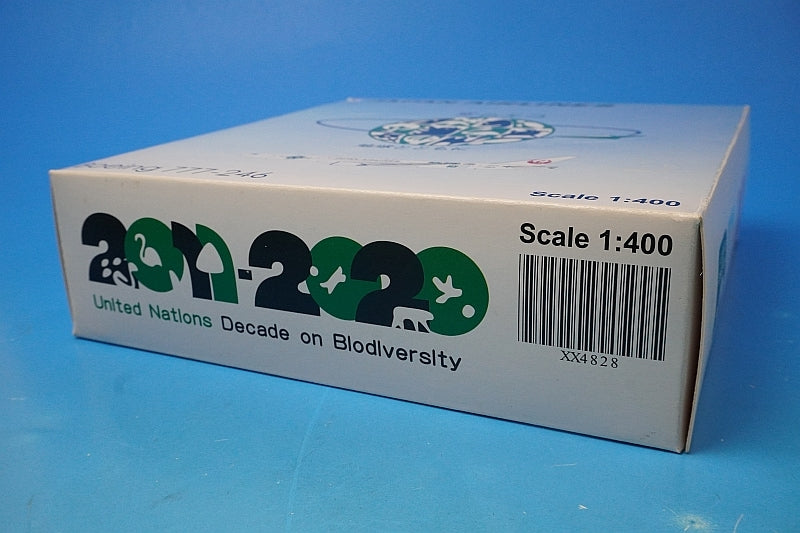 Boeing 777-246
Scale 1:400
2011-2020
United Nations Decade on Biodiversity
Scale 1:400
XX4828